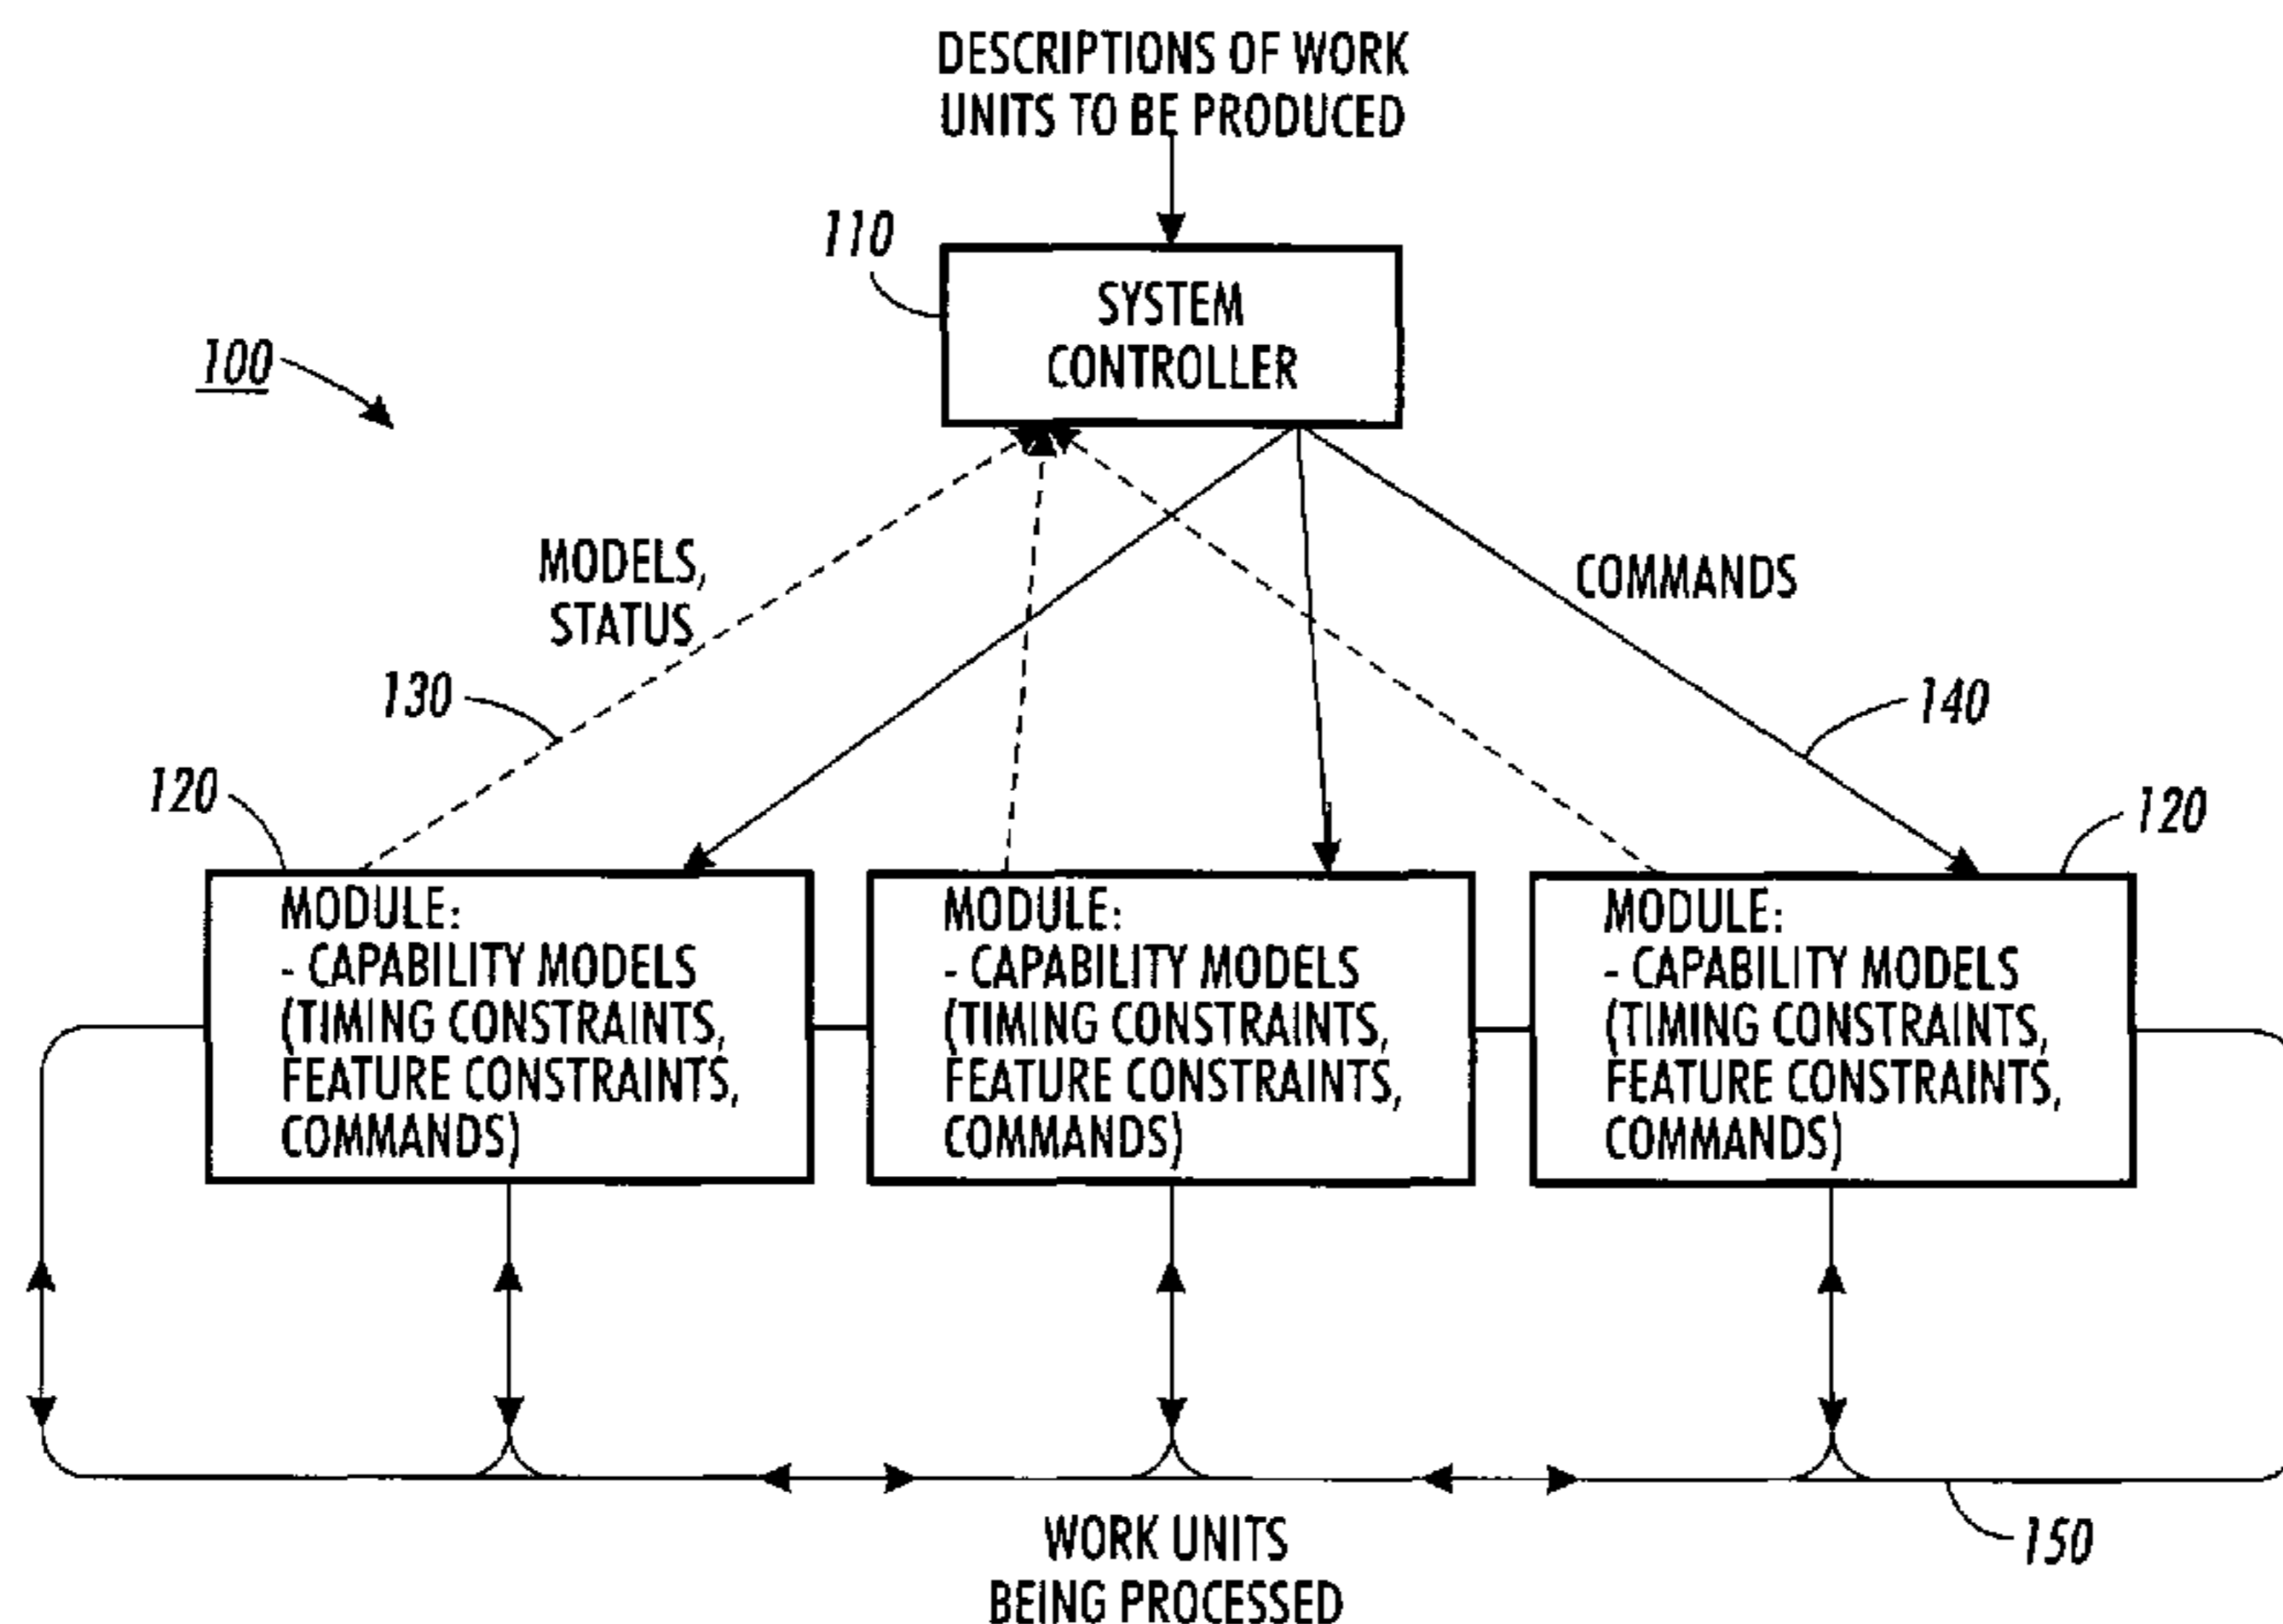 DESCRIPTIONS OF WORK
UNITS TO BE PRODUCED
110
SYSTEM
CONTROLLER
100
MODELS,
STATUS
COMMANDS
130
140
120
120
MODULE:
- CAPABILITY MODELS
(TIMING CONSTRAINTS,
FEATURE CONSTRAINTS,
COMMANDS)
MODULE:
- CAPABILITY MODELS
(TIMING CONSTRAINTS,
FEATURE CONSTRAINTS,
COMMANDS)
MODULE:
- CAPABILITY MODELS
(TIMING CONSTRAINTS,
FEATURE CONSTRAINTS,
COMMANDS)
WORK UNITS
BEING PROCESSED
150